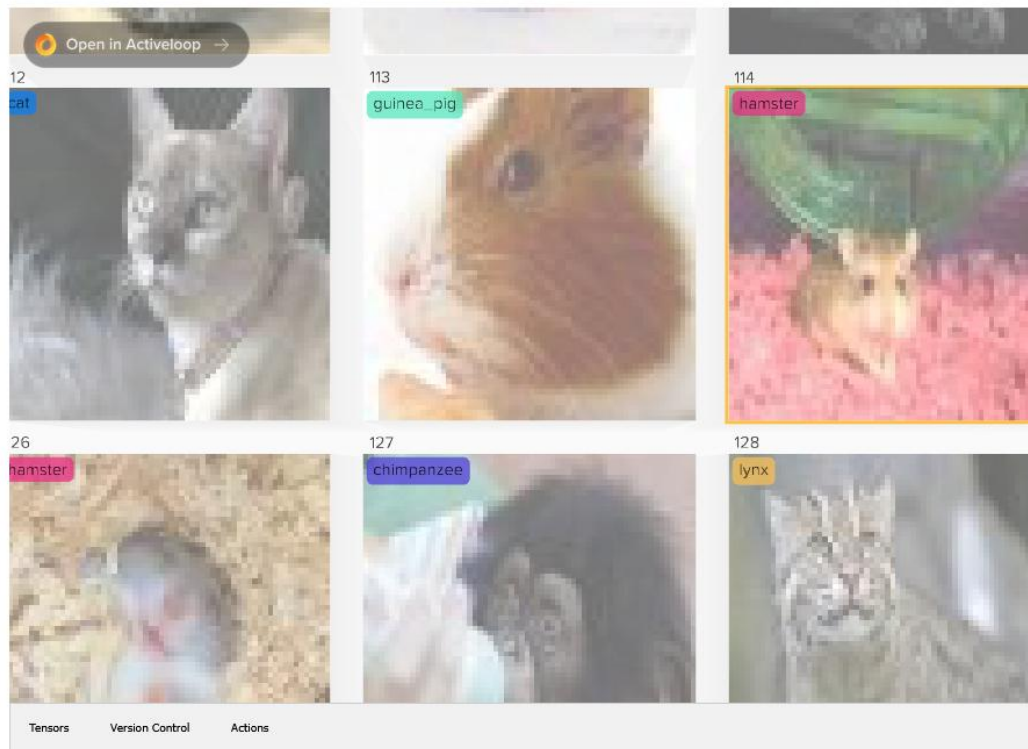 Open in Activeloop →
12
113
114
cat
guinea_pig
hamster
26
127
128
hamster
chimpanzee
lynx
Tensors Version Control Actions